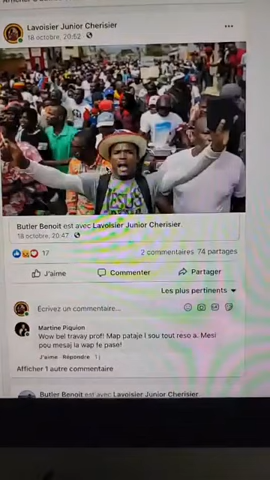 Lavoisier Junior Cherisier
18 octobre, 20:52
JESUS
Butler Benoit est avec Lavoisier Junior Cherisier.
18 octobre, 20:47
17
2 commentaires 74 partages
J'aime Commenter Partager
Les plus pertinents
Écrivez un commentaire...
Martine Piquion
Wow bel travay prof! Map pataje l sou tout reso a. Mesi
pou mesaj la wap fe pase!
J'aime Répondre 1 j
Afficher 1 autre commentaire
Butler Benoit est avec Lavoisier Junior Cherisier